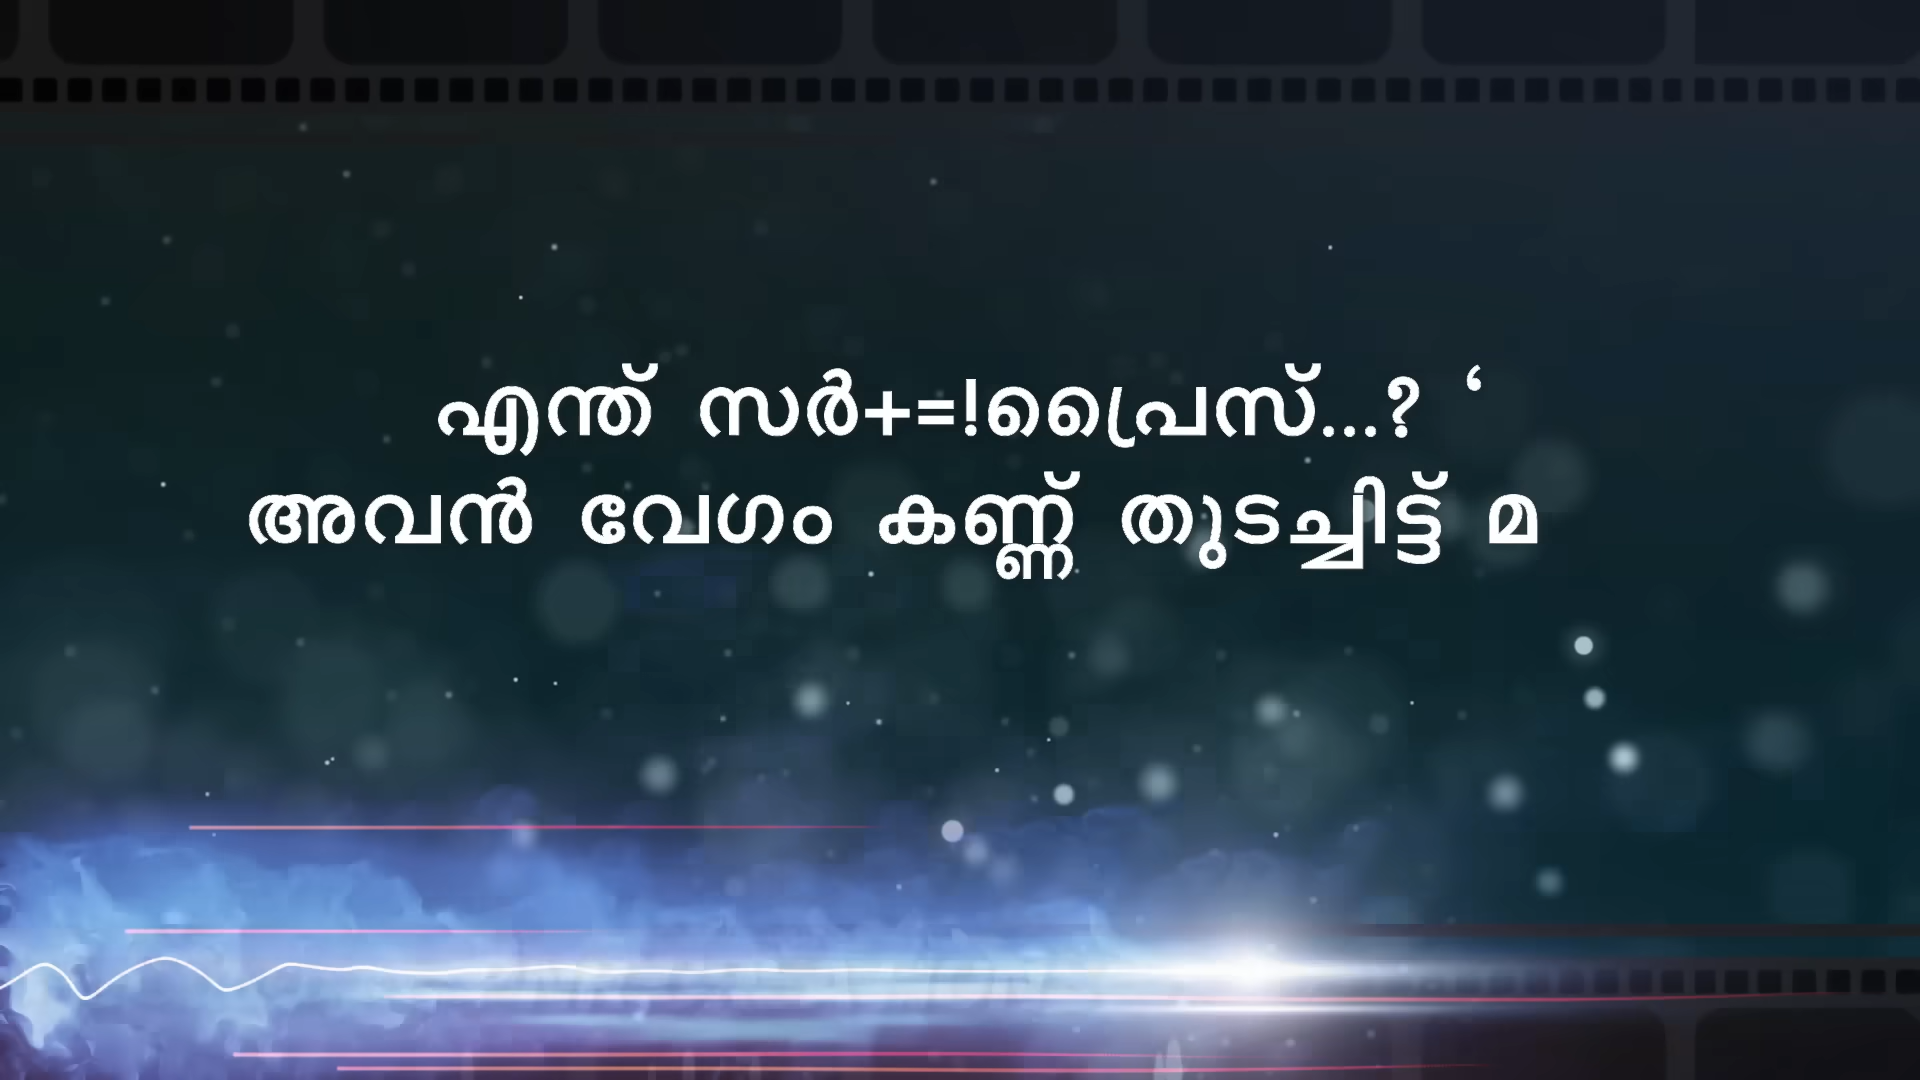 എന്ത് സർ+=!പ്രൈസ്...? ‘
അവൻ വേഗം കണ്ണ് തുടച്ചിട്ട് മ